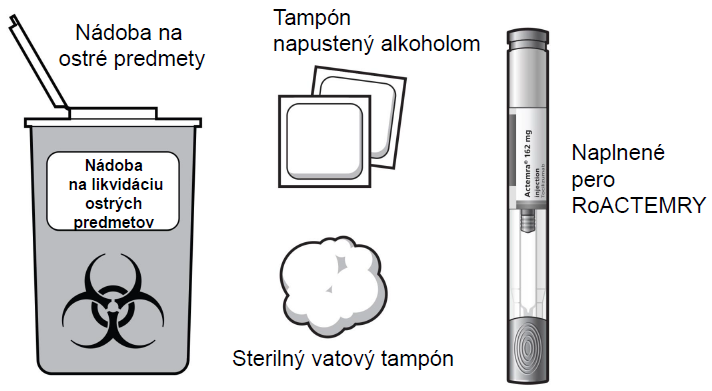 Nádoba na
ostré predmety
Tampón
napustený alkoholom
Nádoba
na likvidáciu
ostrých
predmetov
Actemra® 162 mg
injection
Tocilizumab
Naplnené
pero
RoACTEMRY
Sterilný vatový tampón